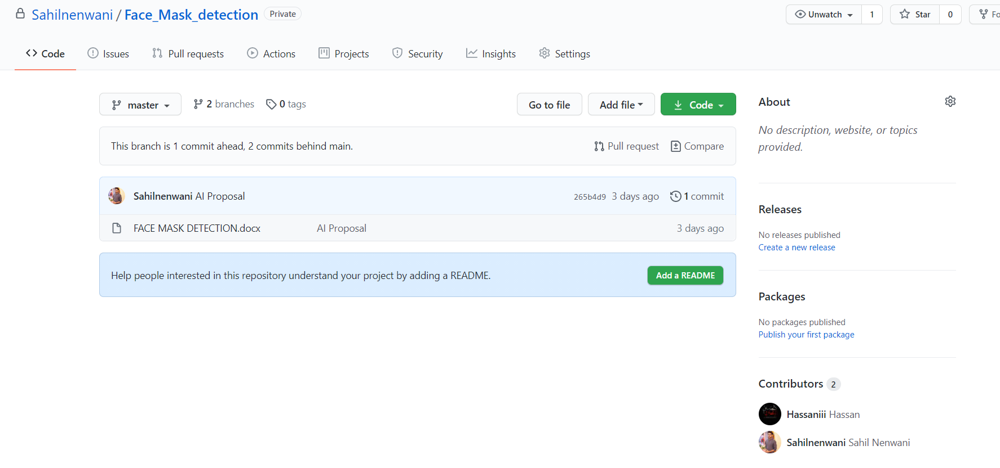 Sahilnenwani / Face_Mask_detection Private Unwatch 1 Star 0 Fo
Code Issues Pull requests Actions Projects Security Insights Settings
master 2 branches 0 tags Go to file Add file Code
This branch is 1 commit ahead, 2 commits behind main. Pull request Compare
Sahilnenwani AI Proposal 265b4d9 3 days ago 1 commit
FACE MASK DETECTION.docx AI Proposal 3 days ago
Help people interested in this repository understand your project by adding a README. Add a README
About
No description, website, or topics
provided.
Releases
No releases published
Create a new release
Packages
No packages published
Publish your first package
Contributors 2
Hassaniii Hassan
Sahilnenwani Sahil Nenwani